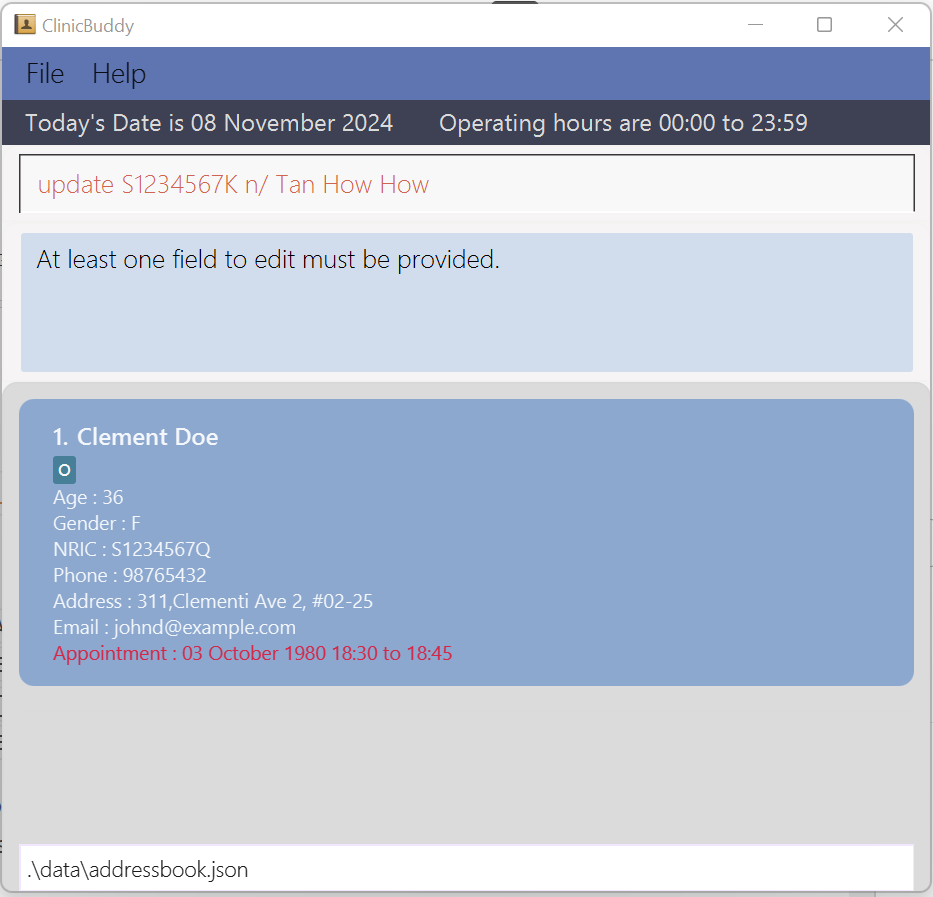 ClinicBuddy
File Help
Today's Date is 08 November 2024 Operating hours are 00:00 to 23:59
update S1234567K n/ Tan How How
At least one field to edit must be provided.
1. Clement Doe
O
Age : 36
Gender : F
NRIC : S1234567Q
Phone : 98765432
Address : 311,Clementi Ave 2, #02-25
Email : johnd@example.com
Appointment : 03 October 1980 18:30 to 18:45
.\data\addressbook.json